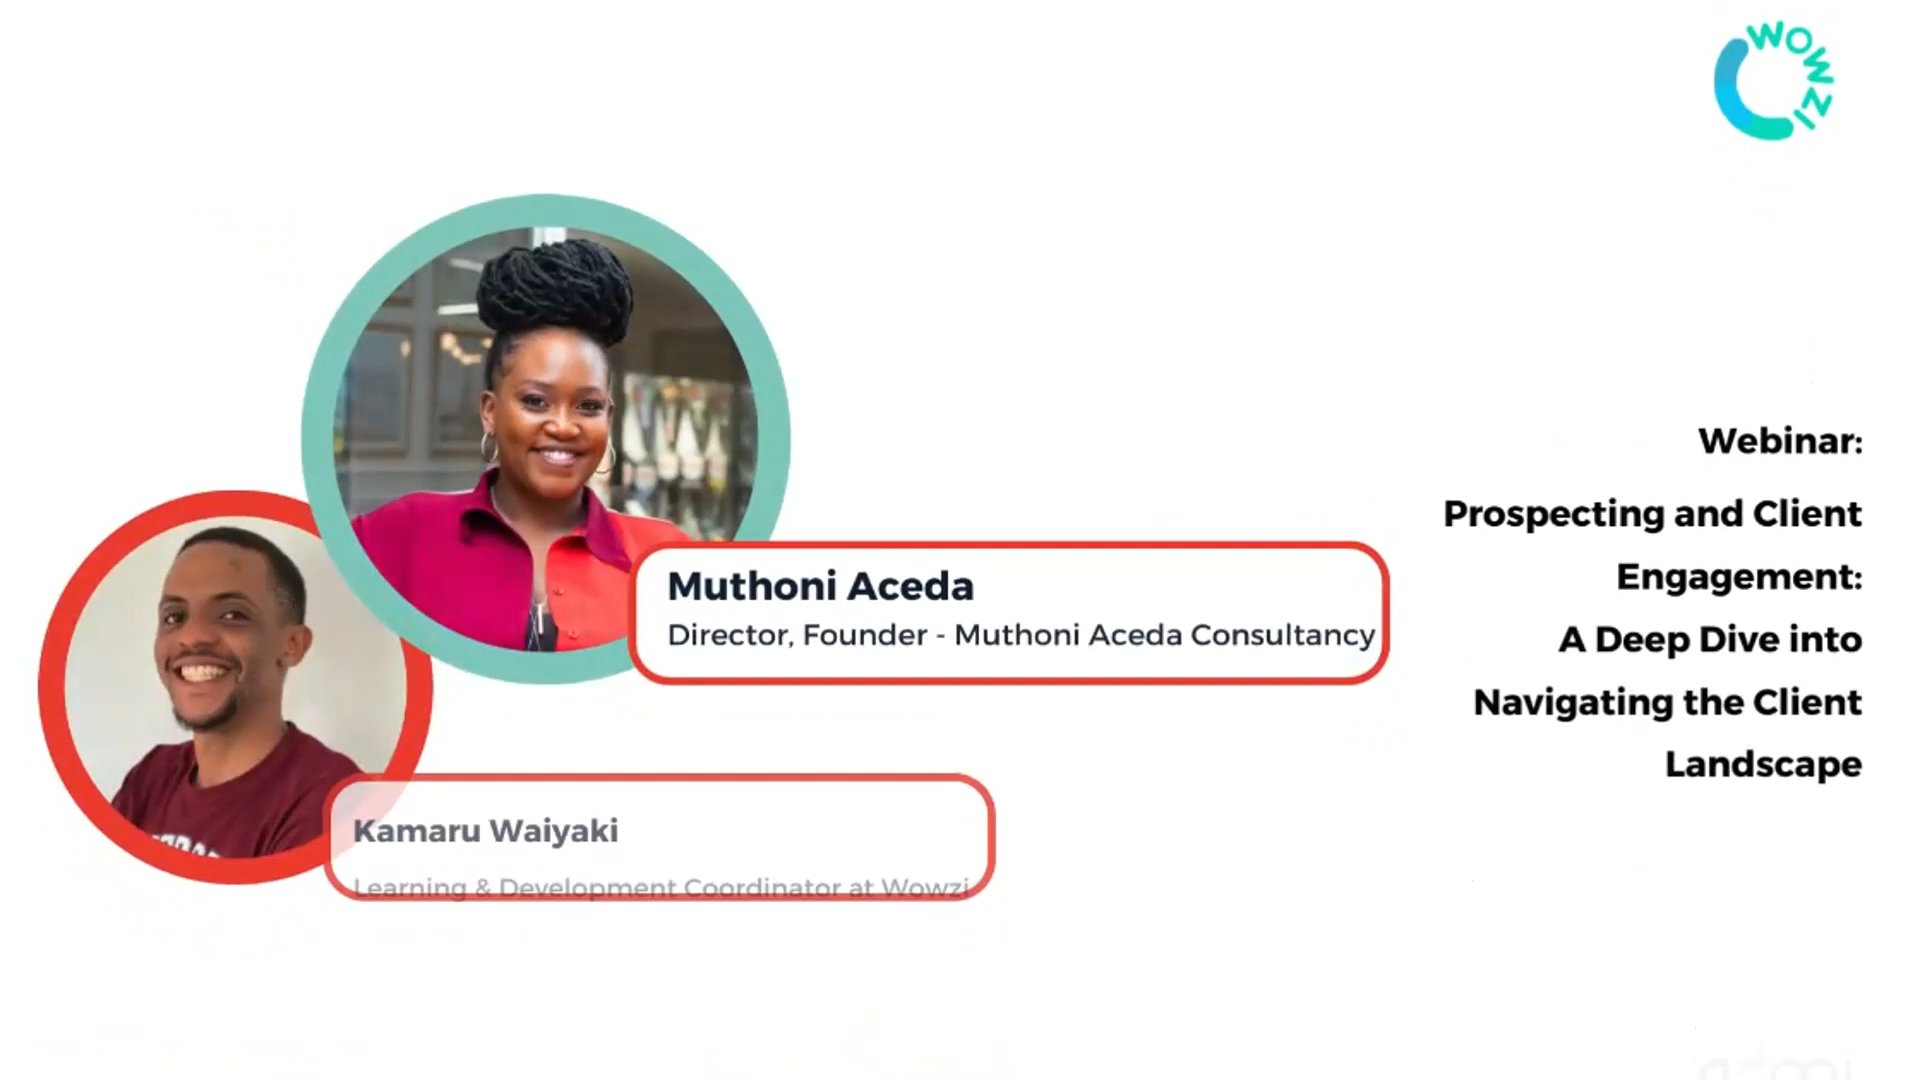 WOWZI
Muthoni Aceda
Director, Founder - Muthoni Aceda Consultancy
Kamaru Waiyaki
Learning & Development Coordinator at Wowzi
Webinar:
Prospecting and Client
Engagement:
A Deep Dive into
Navigating the Client
Landscape